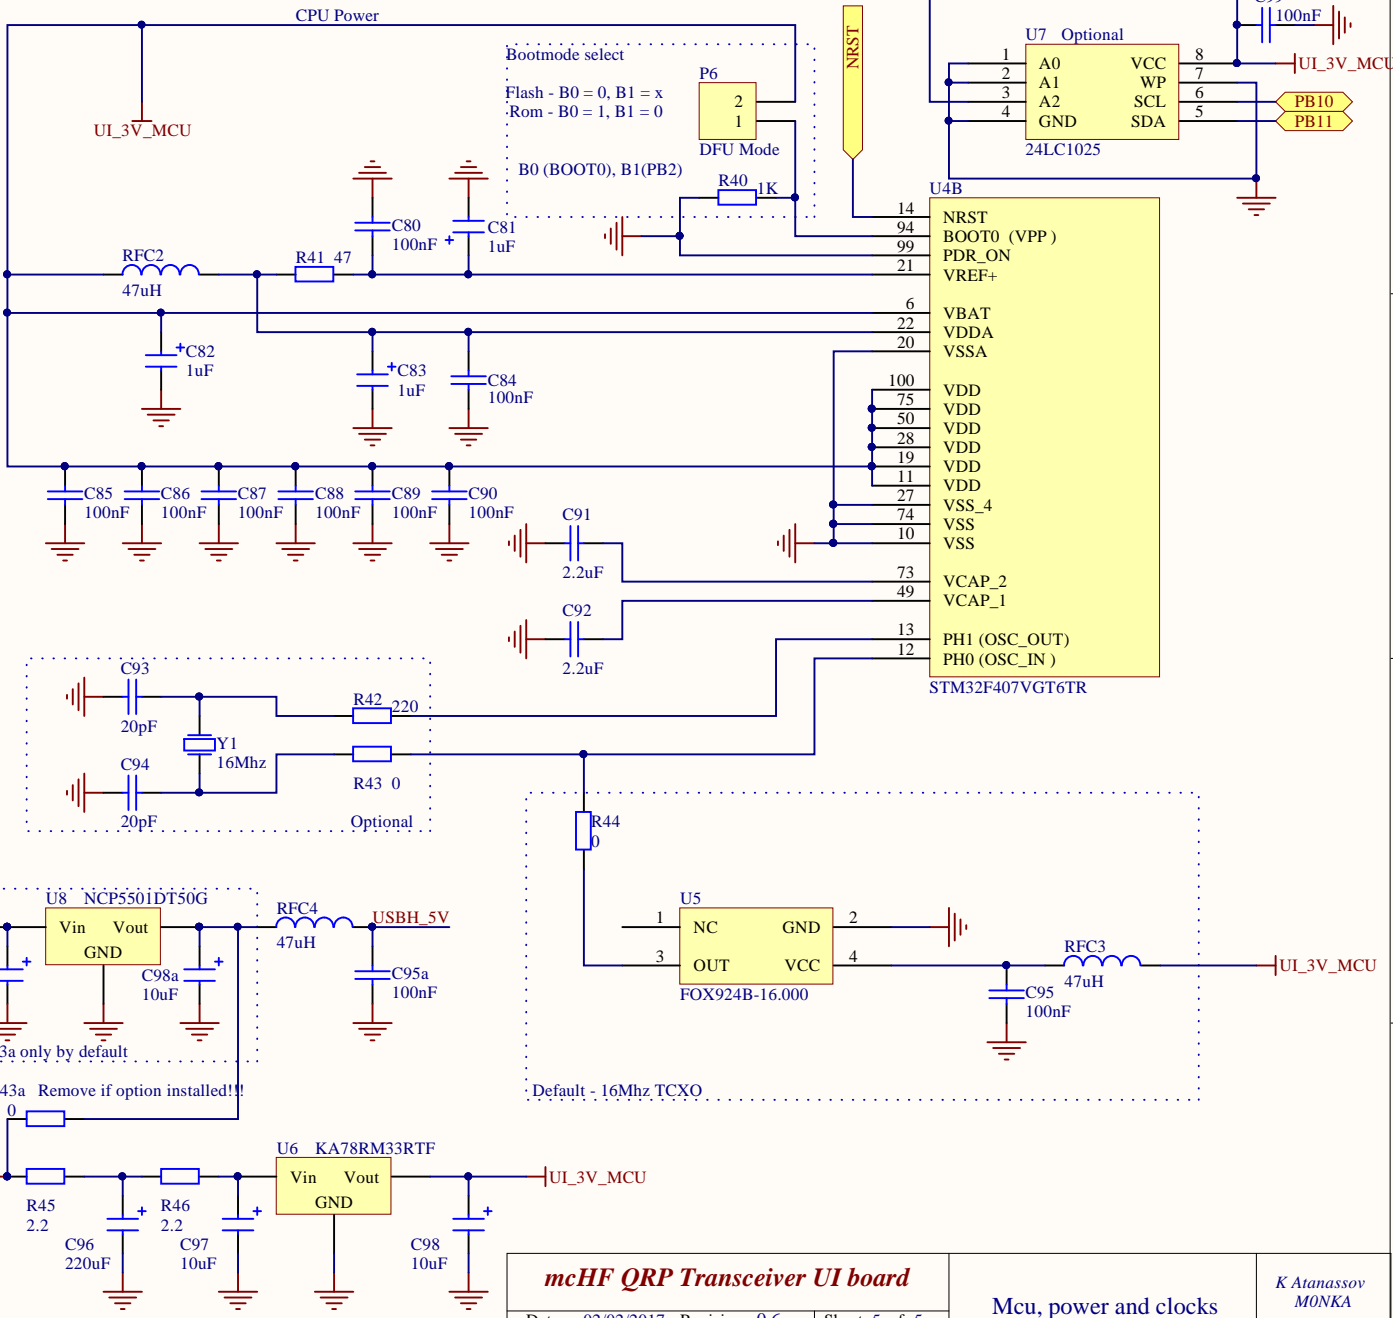 CPU Power
UI_3V_MCU
Bootmode select
Flash - B0 = 0, B1 = x
Rom - B0 = 1, B1 = 0
B0 (BOOT0), B1(PB2)
P6
2
1
DFU Mode
R40
1K
NRST
100nF
U7 Optional
1 A0 VCC 8
2 A1 WP 7
3 A2 SCL 6
4 GND SDA 5
24LC1025
UI_3V_MCU
PB10
PB11
C80
100nF
C81
1uF
RFC2
47uH
R41 47
C82
1uF
C83
1uF
C84
100nF
U4B
14 NRST
94 BOOT0 (VPP )
99 PDR_ON
21 VREF+
6 VBAT
22 VDDA
20 VSSA
100 VDD
75 VDD
50 VDD
28 VDD
19 VDD
11 VDD
27 VSS_4
74 VSS
10 VSS
73 VCAP_2
49 VCAP_1
13 PH1 (OSC_OUT)
12 PH0 (OSC_IN )
STM32F407VGT6TR
C85
100nF
C86
100nF
C87
100nF
C88
100nF
C89
100nF
C90
100nF
C91
2.2uF
C92
2.2uF
C93
20pF
Y1
16Mhz
C94
20pF
R42
220
R43 0
Optional
R44
0
U5
1 NC GND 2
3 OUT VCC 4
FOX924B-16.000
RFC3
47uH
C95
100nF
UI_3V_MCU
Default - 16Mhz TCXO
U8 NCP5501DT50G
Vin Vout
GND
C98a
10uF
RFC4
47uH
USBH_5V
C95a
100nF
3a only by default
43a Remove if option installed!!!
0
U6 KA78RM33RTF
Vin Vout
GND
UI_3V_MCU
R45
2.2
C96
220uF
R46
2.2
C97
10uF
C98
10uF
mcHF QRP Transceiver UI board
Mcu, power and clocks
K Atanassov
M0NKA